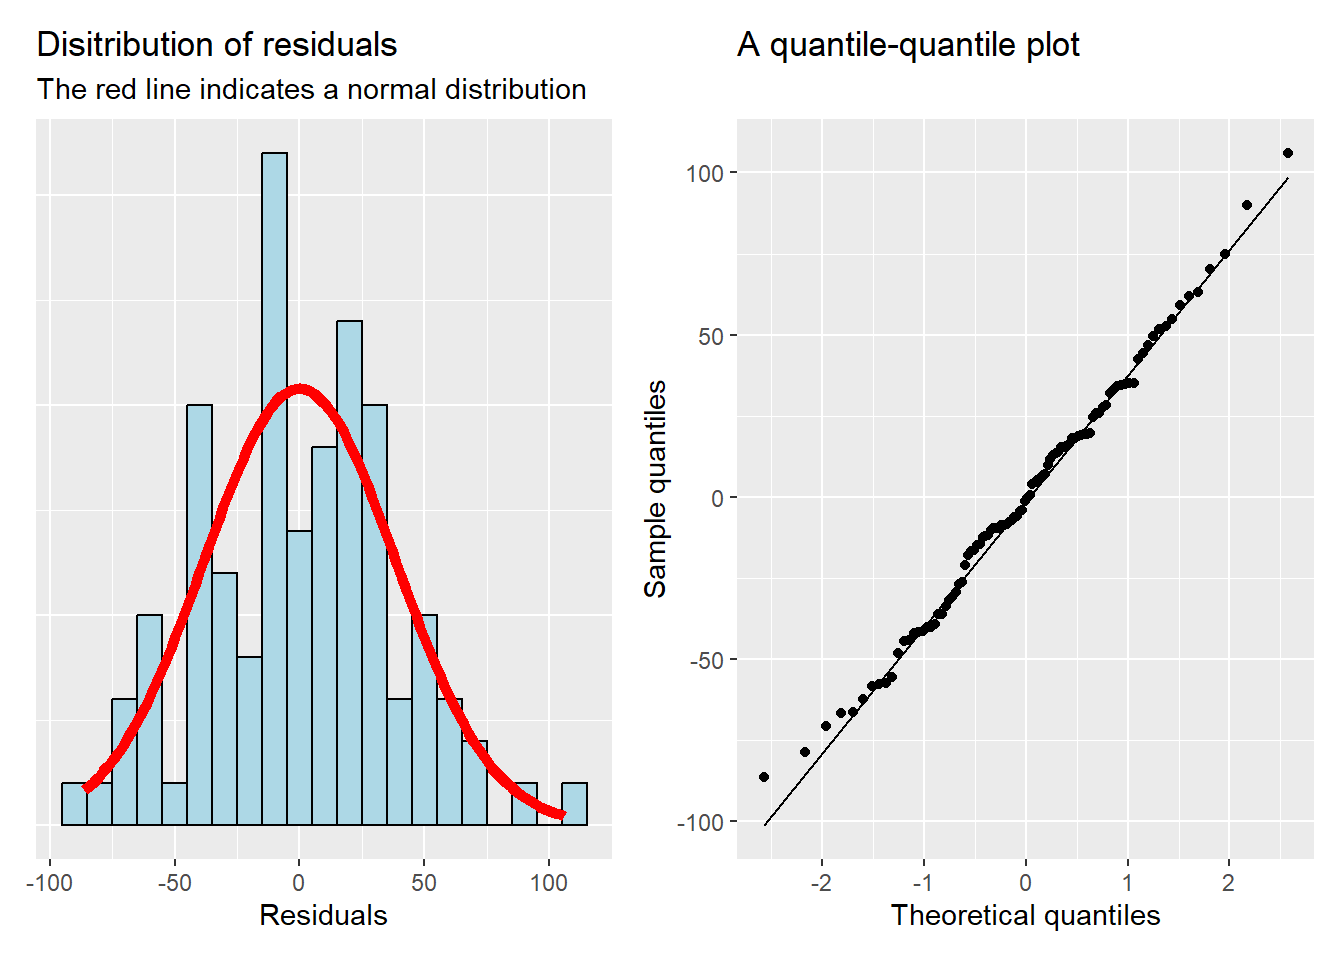 Disitribution of residuals
The red line indicates a normal distribution
-100 -50 0 50 100
Residuals
A quantile-quantile plot
100
50
0
-50
-100
Sample quantiles
-2 -1 0 1 2
Theoretical quantiles